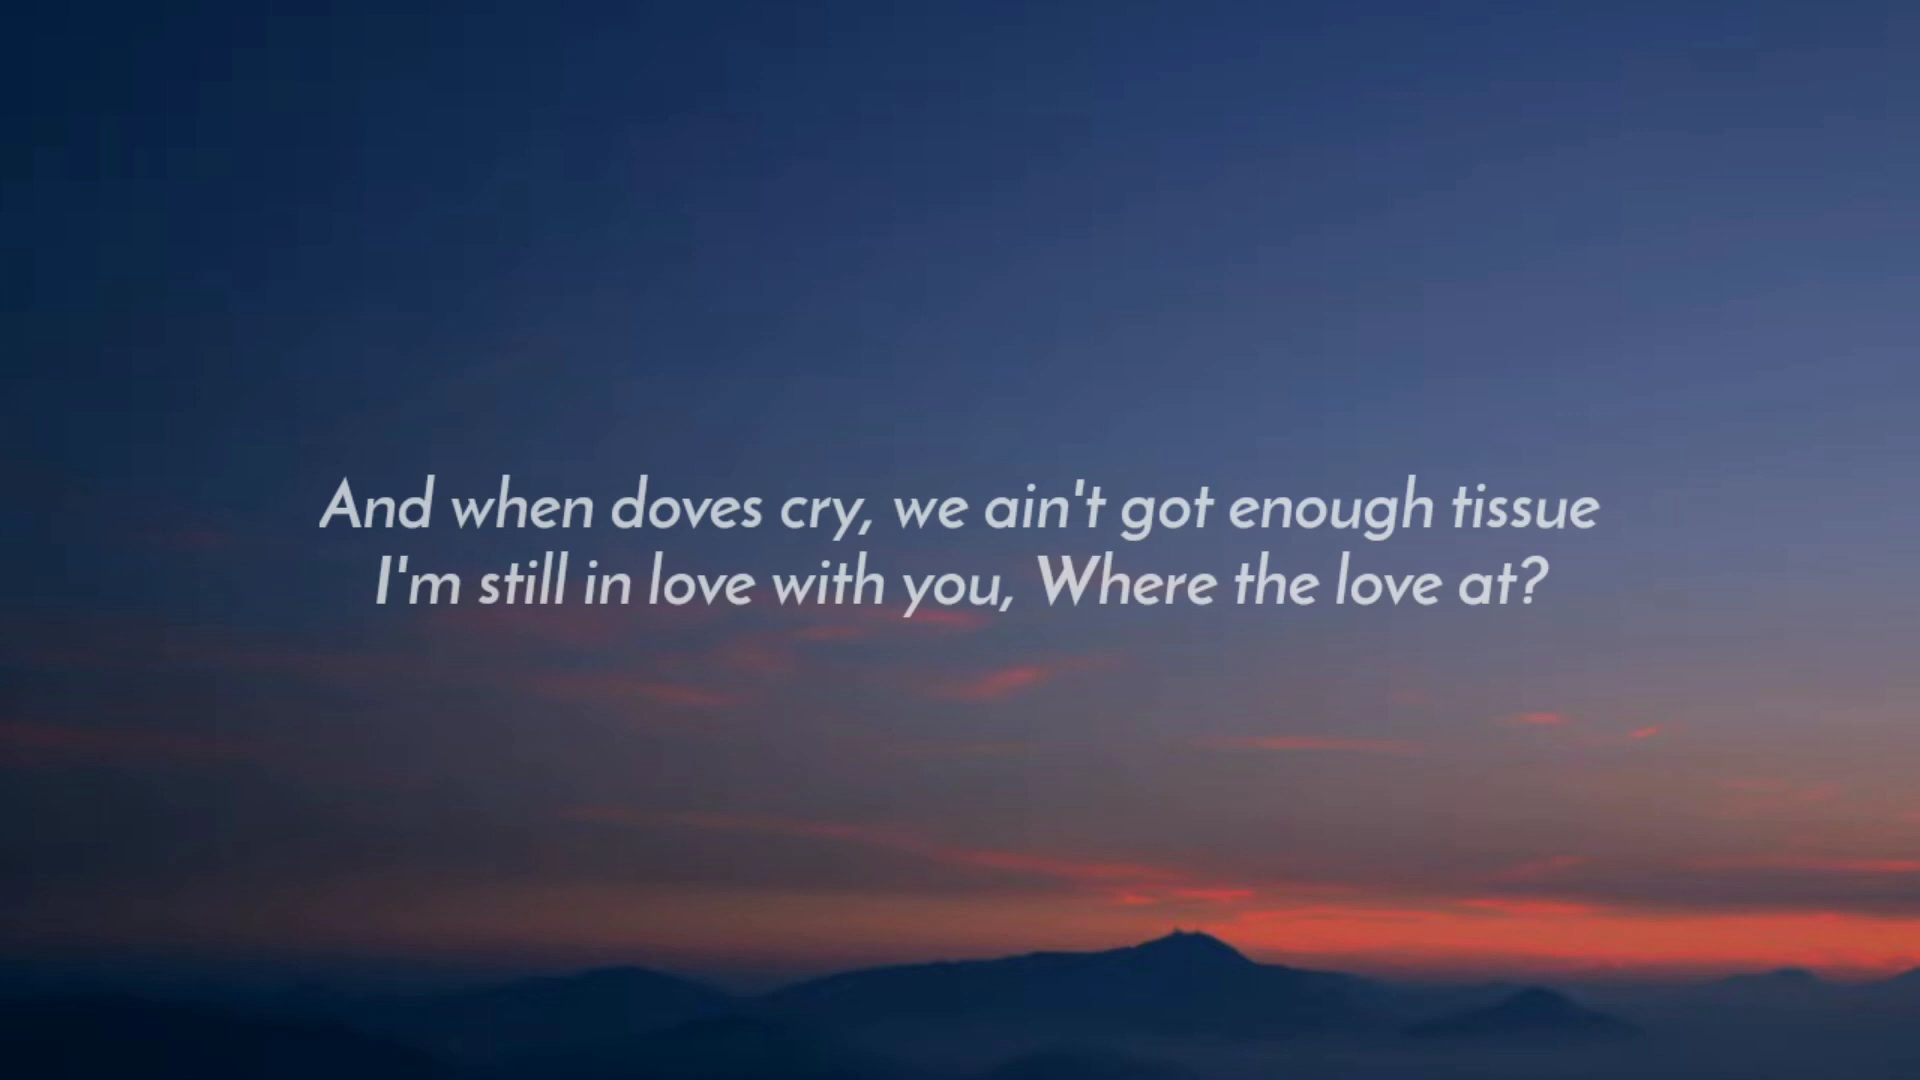 And when doves cry, we ain't got enough tissue
I'm still in love with you, Where the love at?